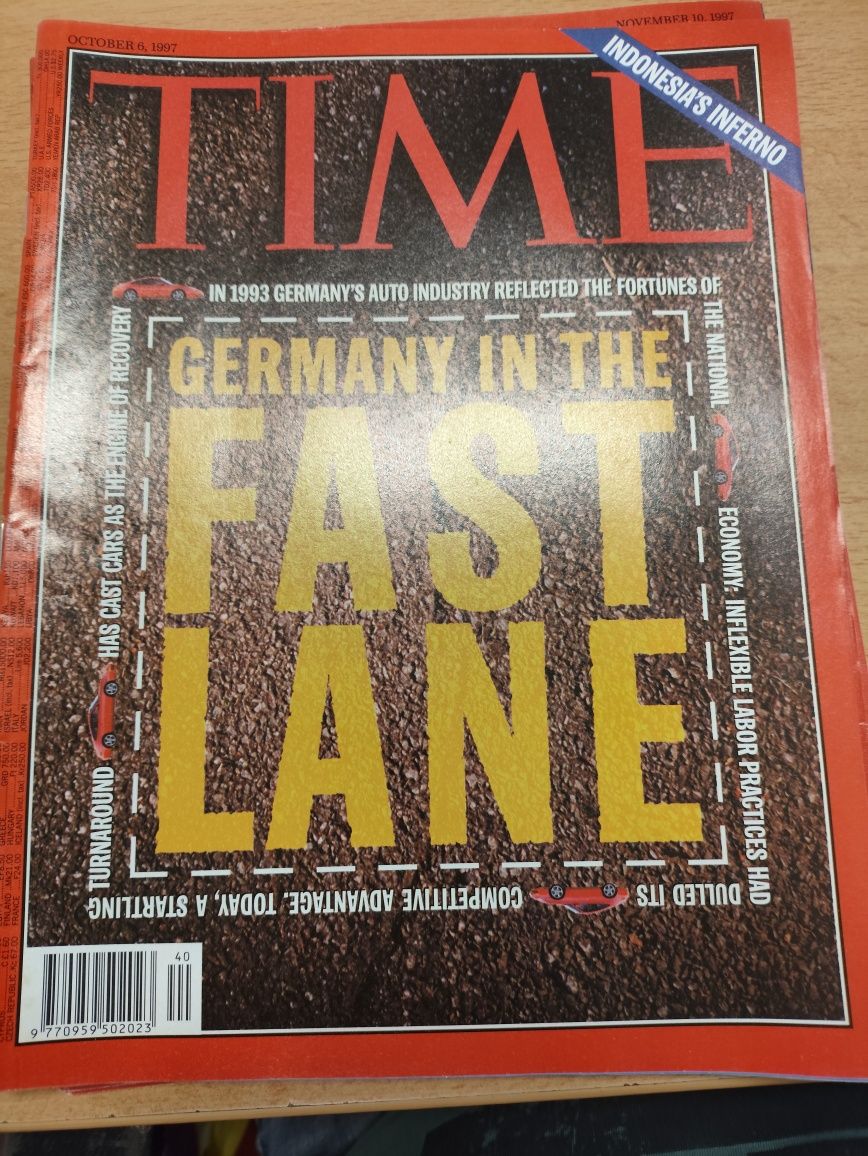 NOVEMBER 10, 1997
OCTOBER 6, 1997
TIME
INDONESIA'S INFERNO
IN 1993 GERMANY'S AUTO INDUSTRY REFLECTED THE FORTUNES OF
THE NATIONAL ECONOMY: INFLEXIBLE LABOR PRACTICES HAD
DULLED ITS COMPETITIVE ADVANTAGE. TODAY, A STARTLING
TURNAROUND HAS CAST CARS AS THE ENGINE OF RECOVERY
GERMANY IN THE
FAST
LANE
40
9 770959 502023